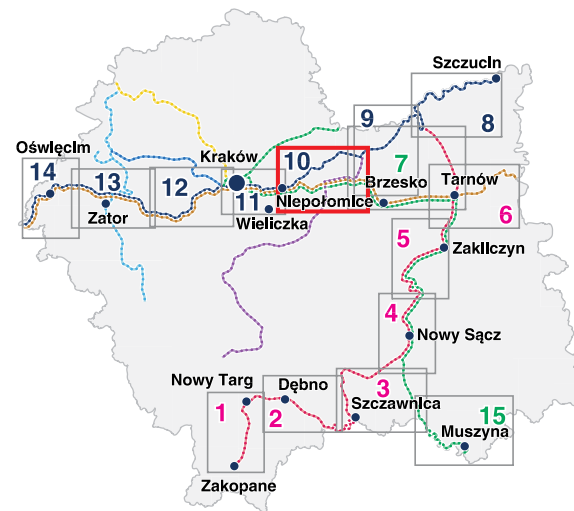 Szczucin
9
8
Oświęcim
14
13
12
Kraków
10
7
Brzesko
Tarnów
Zator
11
Niepołomice
Wieliczka
6
5
Zakliczyn
4
Nowy Sącz
Nowy Targ
Dębno
3
1
2
Szczawnica
15
Muszyna
Zakopane